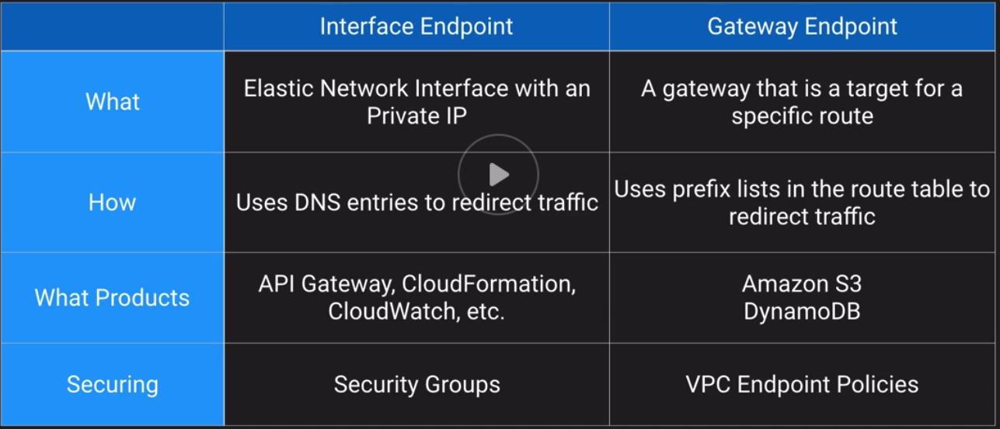 Interface Endpoint
Gateway Endpoint
What
Elastic Network Interface with an
Private IP
A gateway that is a target for a
specific route
How
Uses DNS entries to redirect traffic
Uses prefix lists in the route table to
redirect traffic
What Products
API Gateway, CloudFormation,
CloudWatch, etc.
Amazon S3
DynamoDB
Securing
Security Groups
VPC Endpoint Policies